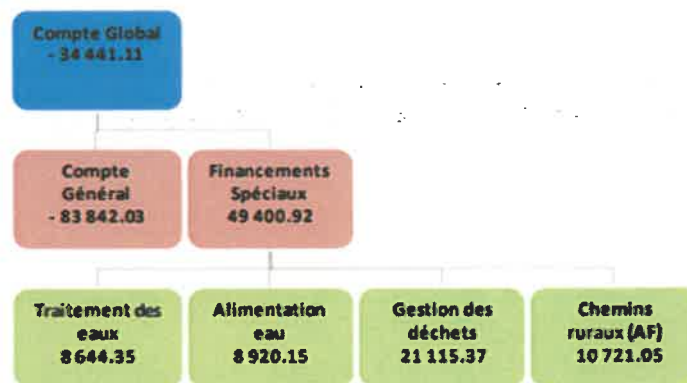 Compte Global
- 34 441.11
Compte
Général
- 83 842.03
Financements
Spéciaux
49 400.92
Traitement des
eaux
8 644.35
Alimentation
eau
8 920.15
Gestion des
déchets
21 115.37
Chemins
ruraux (AF)
10 721.05